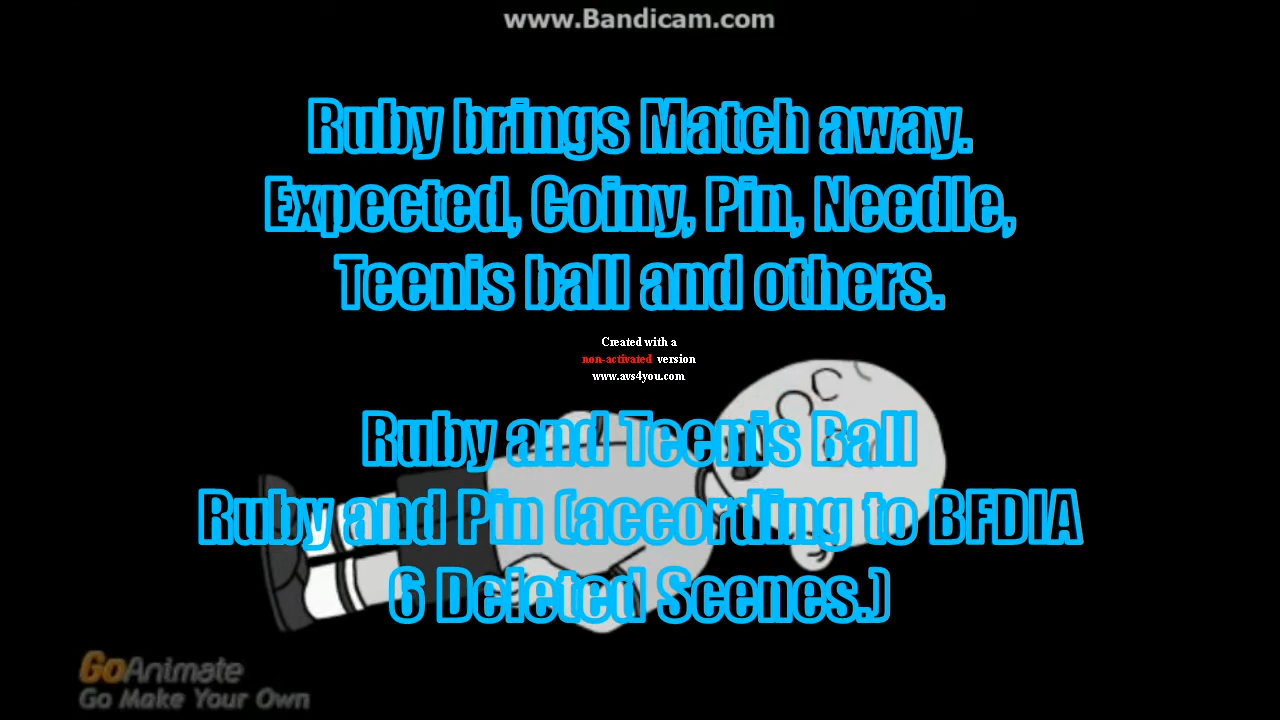 www.Bandicam.com
Ruby brings Match away.
Expected, Coiny, Pin, Needle,
Teenis ball and others.
Created with a
non-activated version
www.avs4you.com
Ruby and Teenis Ball
Ruby and Pin (according to BFDIA
6 Deleted Scenes.)
GoAnimate
Go Make Your Own